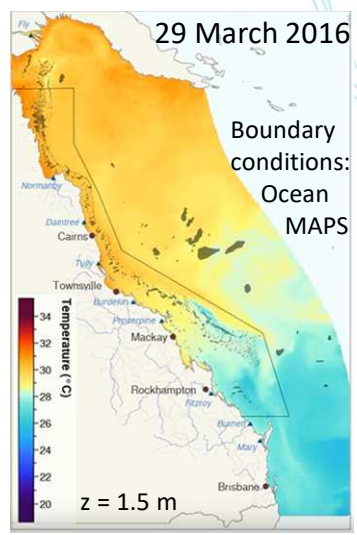 29 March 2016
Fly
Boundary
conditions:
Ocean
MAPS
Normanby
Daintree
Cairns
Tully
Townsville
Burdekin
Proserpine
Mackay
Rockhampton
Fitzroy
Burnett
Mary
Brisbane
Temperature (°C)
34
32
30
28
26
24
22
20
z = 1.5 m